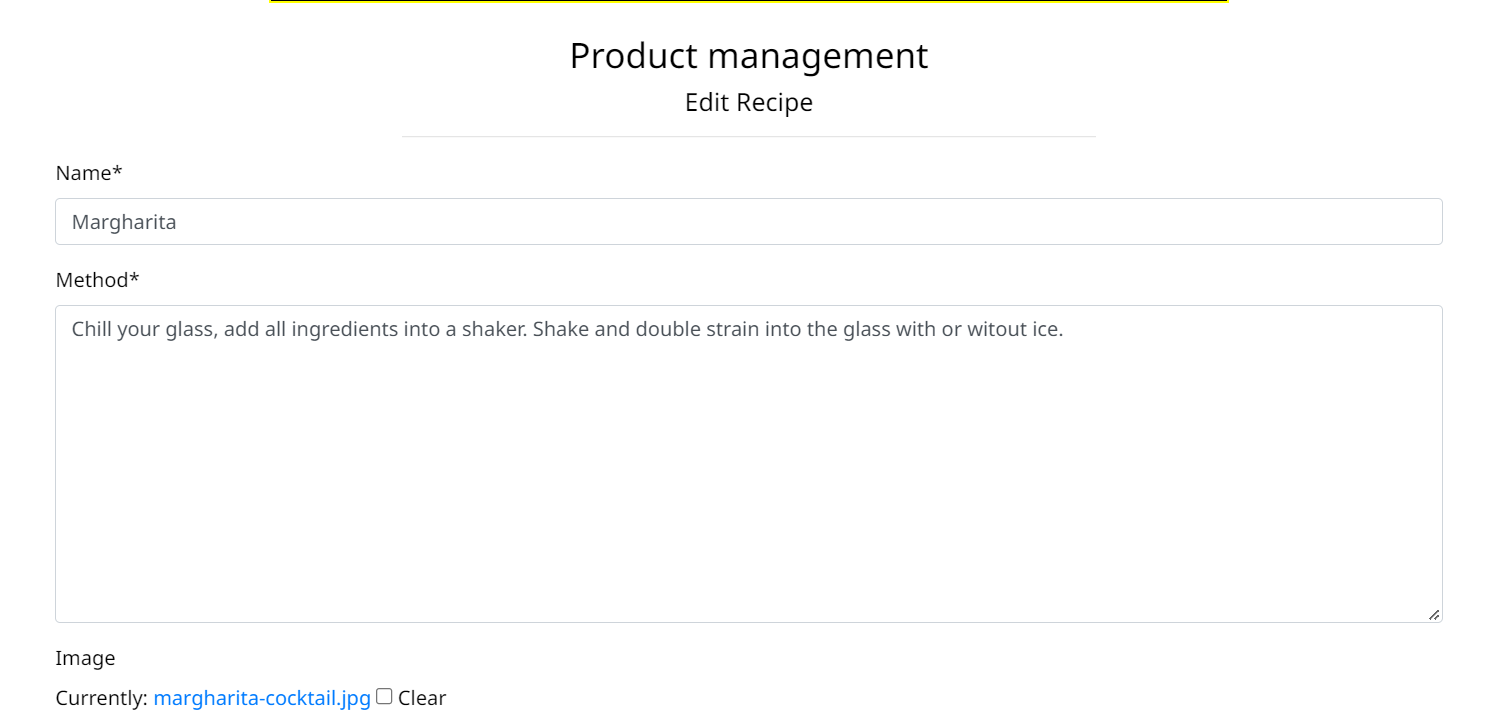 Product management
Edit Recipe
Name*
Margharita
Method*
Chill your glass, add all ingredients into a shaker. Shake and double strain into the glass with or witout ice.
Image
Currently: margharita-cocktail.jpg Clear